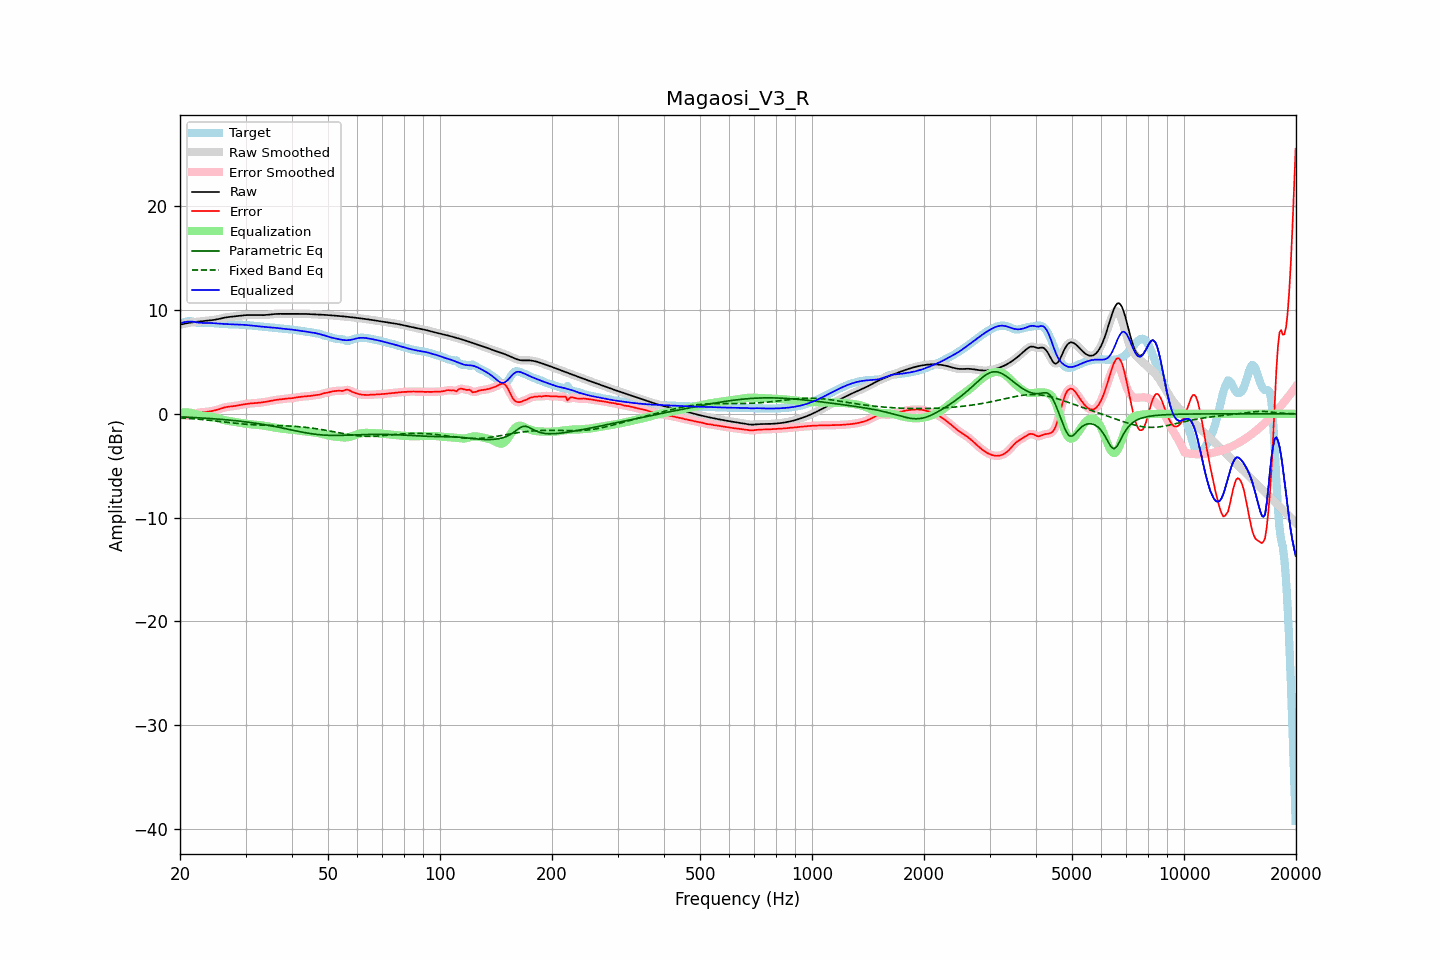 Magaosi_V3_R
Target
Raw Smoothed
Error Smoothed
Raw
Error
Equalization
Parametric Eq
Fixed Band Eq
Equalized
20
10
0
−10
−20
−30
−40
Amplitude (dBr)
20
50
100
200
500
1000
2000
5000
10000
20000
Frequency (Hz)